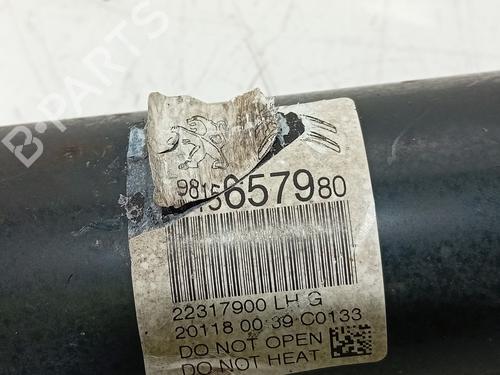 B-PARTS
9815657980
22317900 LH G
20118 00:39 C0133
DO NOT OPEN
DO NOT HEAT